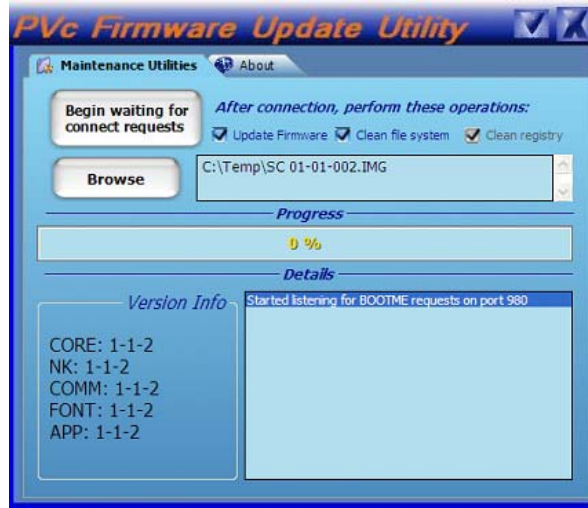 PVc Firmware Update Utility
Maintenance Utilities
About
Begin waiting for
connect requests
After connection, perform these operations:
Update Firmware
Clean file system
Clean registry
Browse
C:\Temp\SC 01-01-002.IMG
Progress
0 %
Details
Version Info
Started listening for BOOTME requests on port 980
CORE: 1-1-2
NK: 1-1-2
COMM: 1-1-2
FONT: 1-1-2
APP: 1-1-2